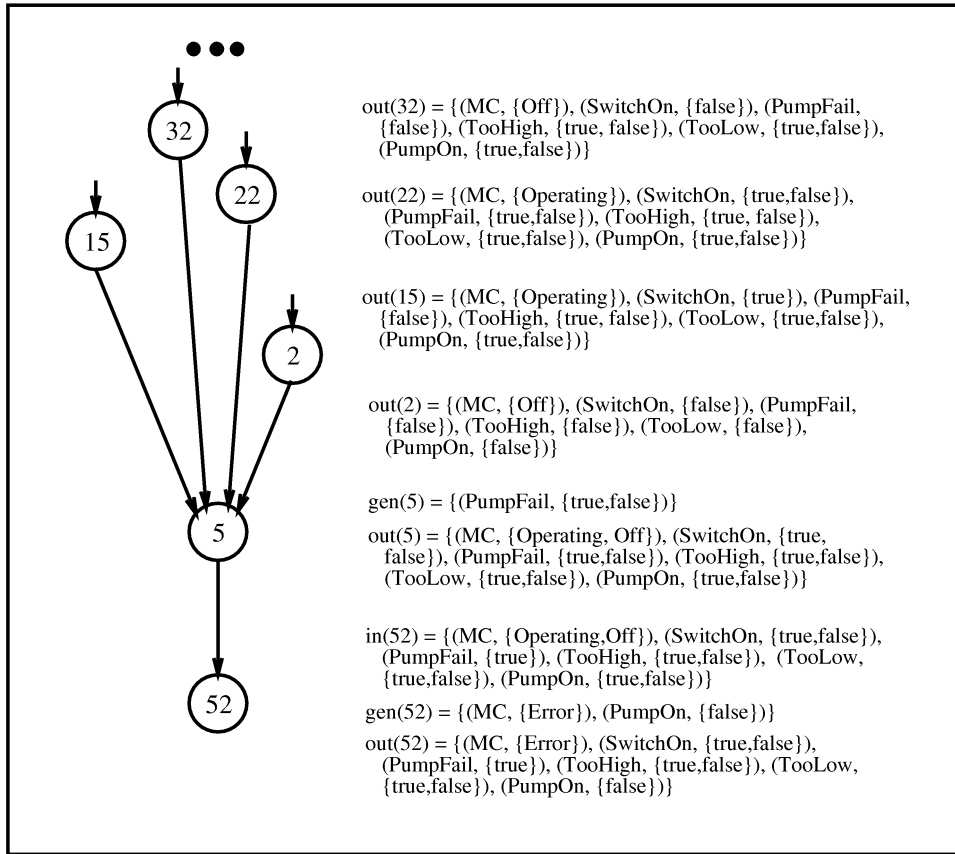 32
out(32) = {(MC, {Off}), (SwitchOn, {false}), (PumpFail,
{false}), (TooHigh, {true, false}), (TooLow, {true,false}),
(PumpOn, {true,false})}
22
out(22) = {(MC, {Operating}), (SwitchOn, {true,false}),
(PumpFail, {true,false}), (TooHigh, {true, false}),
(TooLow, {true,false}), (PumpOn, {true,false})}
15
out(15) = {(MC, {Operating}), (SwitchOn, {true}), (PumpFail,
{false}), (TooHigh, {true, false}), (TooLow, {true,false}),
(PumpOn, {true,false})}
2
out(2) = {(MC, {Off}), (SwitchOn, {false}), (PumpFail,
{false}), (TooHigh, {false}), (TooLow, {false}),
(PumpOn, {false})}
gen(5) = {(PumpFail, {true,false})}
5
out(5) = {(MC, {Operating, Off}), (SwitchOn, {true,
false}), (PumpFail, {true,false}), (TooHigh, {true,false}),
(TooLow, {true,false}), (PumpOn, {true,false})}
in(52) = {(MC, {Operating,Off}), (SwitchOn, {true,false}),
(PumpFail, {true}), (TooHigh, {true,false}), (TooLow,
{true,false}), (PumpOn, {true,false})}
52
gen(52) = {(MC, {Error}), (PumpOn, {false})}
out(52) = {(MC, {Error}), (SwitchOn, {true,false}),
(PumpFail, {true}), (TooHigh, {true,false}), (TooLow,
{true,false}), (PumpOn, {false})}